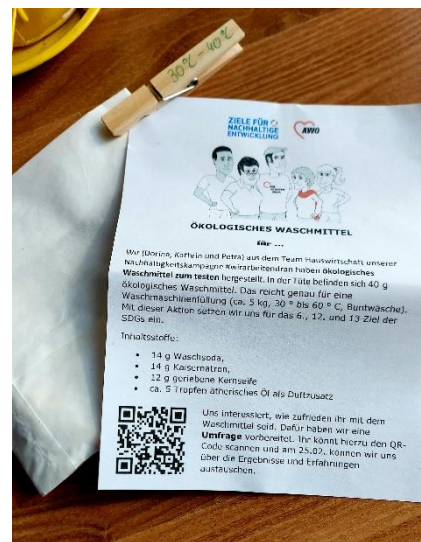 30°C - 40°C
ZIELE FÜR
NACHHALTIGE
ENTWICKLUNG
AWO
ÖKOLOGISCHES WASCHMITTEL
für ...
Wir (Dorina, Kathrin und Petra) aus dem Team Hauswirtschaft unserer
Nachhaltigkeitskampagne #wirarbeitendran haben ökologisches
Waschmittel zum testen hergestellt. In der Tüte befinden sich 40 g
ökologisches Waschmittel. Das reicht genau für eine
Waschmaschinenfüllung (ca. 5 kg, 30 ° bis 60 ° C, Buntwäsche).
Mit dieser Aktion setzen wir uns für das 6., 12. und 13 Ziel der
SDGs ein.
Inhaltsstoffe:
• 14 g Waschsoda,
• 14 g Kaisernatron,
• 12 g geriebene Kernseife
• ca. 5 Tropfen ätherisches Öl als Duftzusatz
Uns interessiert, wie zufrieden ihr mit dem
Waschmittel seid. Dafür haben wir eine
Umfrage vorbereitet. Ihr könnt hierzu den QR-
Code scannen und am 25.02. können wir uns
über die Ergebnisse und Erfahrungen
austauschen.